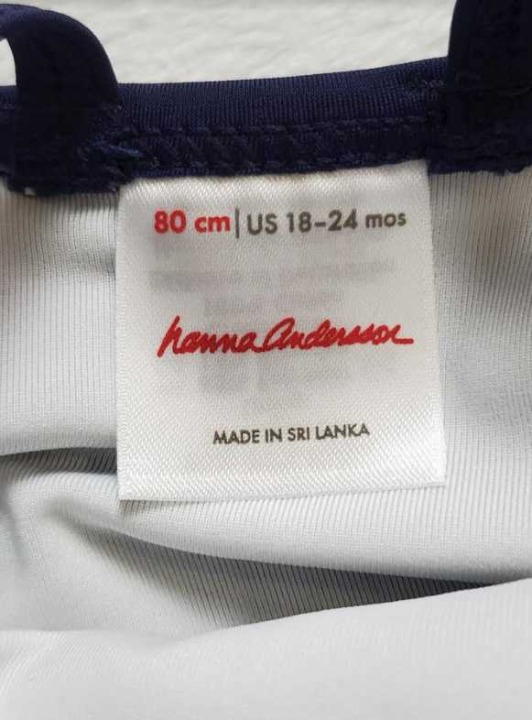 80 cm | US 18-24 mos
hanna Andersson
MADE IN SRI LANKA